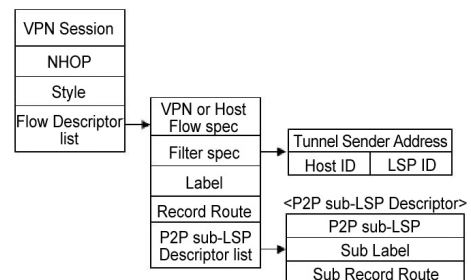 VPN Session
NHOP
Style
Flow Descriptor
list
VPN or Host
Flow spec
Filter spec
Label
Record Route
P2P sub-LSP
Descriptor list
Tunnel Sender Address
Host ID LSP ID
<P2P sub-LSP Descriptor>
P2P sub-LSP
Sub Label
Sub Record Route